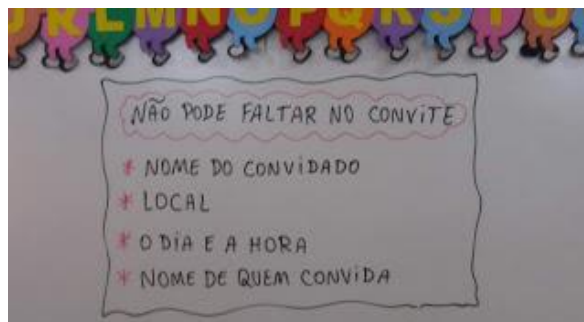 J K L M N O P Q R S T U
NÃO PODE FALTAR NO CONVITE
* NOME DO CONVIDADO
* LOCAL
* O DIA E A HORA
* NOME DE QUEM CONVIDA